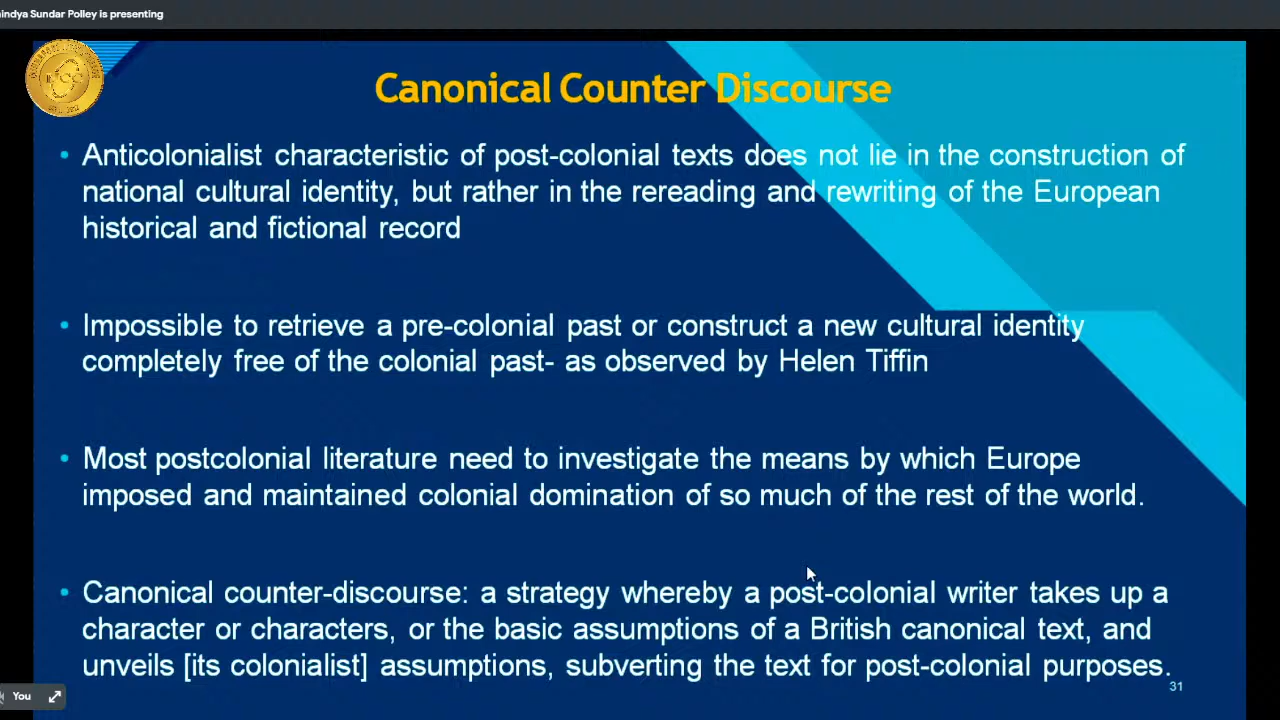 indya Sundar Polley is presenting
Canonical Counter Discourse
• Anticolonialist characteristic of post-colonial texts does not lie in the construction of
national cultural identity, but rather in the rereading and rewriting of the European
historical and fictional record
• Impossible to retrieve a pre-colonial past or construct a new cultural identity
completely free of the colonial past- as observed by Helen Tiffin
• Most postcolonial literature need to investigate the means by which Europe
imposed and maintained colonial domination of so much of the rest of the world.
• Canonical counter-discourse: a strategy whereby a post-colonial writer takes up a
character or characters, or the basic assumptions of a British canonical text, and
unveils [its colonialist] assumptions, subverting the text for post-colonial purposes.
31
You